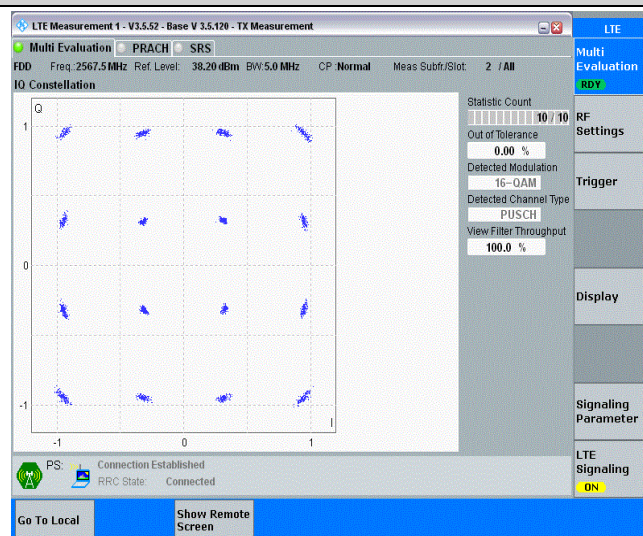 LTE Measurement 1 - V3.5.52 - Base V 3.5.120 - TX Measurement
LTE
Multi Evaluation PRACH SRS
Multi
Evaluation
RDY
FDD Freq.:2567.5 MHz Ref. Level: 38.20 dBm BW:5.0 MHz CP :Normal Meas Subfr./Slot: 2 / All
IQ Constellation
Statistic Count
10 / 10
Out of Tolerance
0.00 %
Detected Modulation
16-QAM
Detected Channel Type
PUSCH
View Filter Throughput
100.0 %
RF
Settings
Trigger
Display
Signaling
Parameter
LTE
Signaling
ON
Q
1
0
-1
I
-1 0 1
PS: Connection Established
RRC State: Connected
Go To Local
Show Remote
Screen